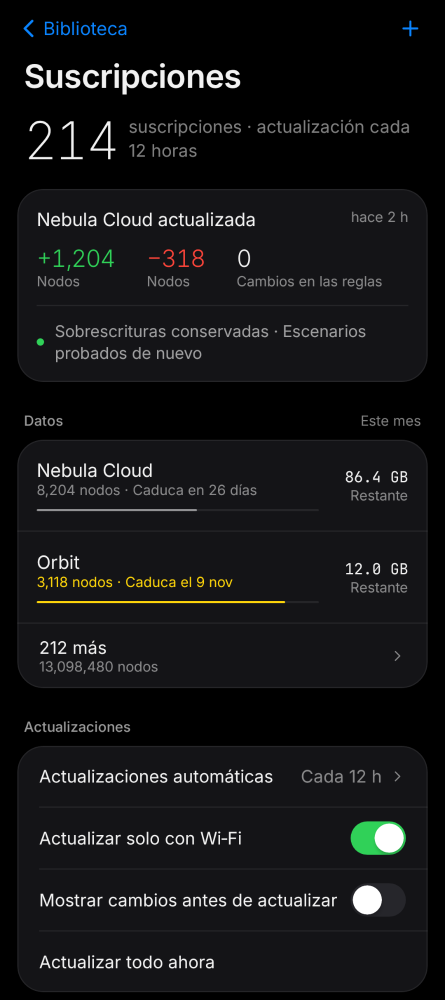 Biblioteca
Suscripciones
214
suscripciones · actualización cada
12 horas
Nebula Cloud actualizada
hace 2 h
+1,204
−318
0
Nodos
Nodos
Cambios en las reglas
Sobrescrituras conservadas · Escenarios
probados de nuevo
Datos
Este mes
Nebula Cloud
86.4 GB
8,204 nodos · Caduca en 26 días
Restante
Orbit
12.0 GB
3,118 nodos · Caduca el 9 nov
Restante
212 más
13,098,480 nodos
Actualizaciones
Actualizaciones automáticas
Cada 12 h
Actualizar solo con Wi-Fi
Mostrar cambios antes de actualizar
Actualizar todo ahora